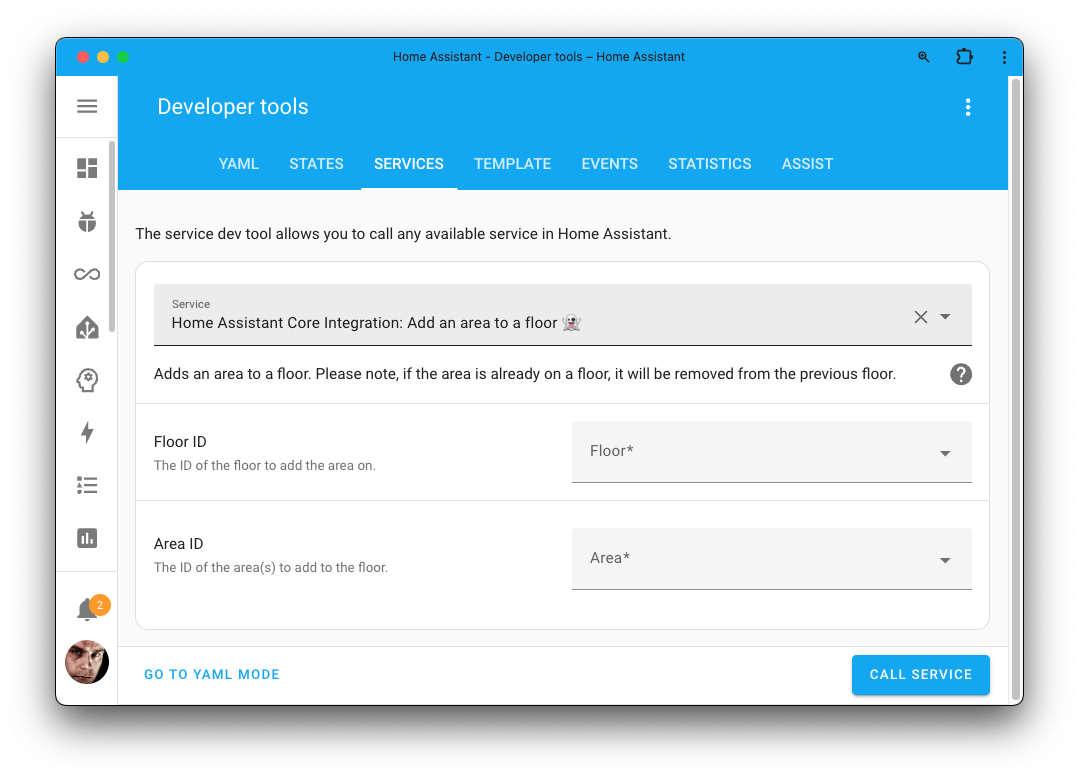 Home Assistant - Developer tools – Home Assistant
Developer tools
YAML STATES SERVICES TEMPLATE EVENTS STATISTICS ASSIST
The service dev tool allows you to call any available service in Home Assistant.
Service
Home Assistant Core Integration: Add an area to a floor 👻
Adds an area to a floor. Please note, if the area is already on a floor, it will be removed from the previous floor.
Floor ID
The ID of the floor to add the area on.
Floor*
Area ID
The ID of the area(s) to add to the floor.
Area*
2
GO TO YAML MODE
CALL SERVICE